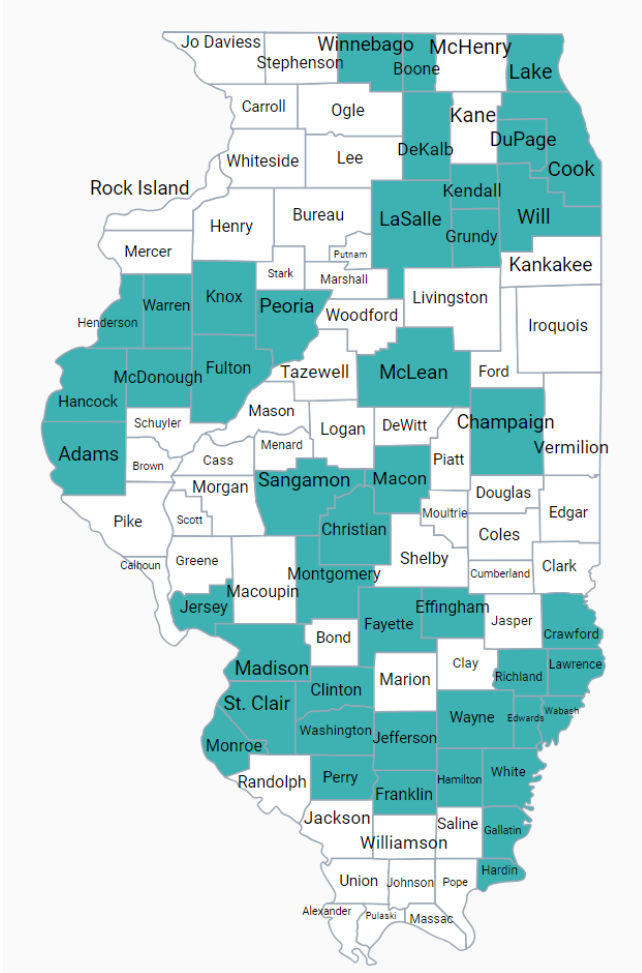 Jo Daviess
Stephenson
Winnebago
Boone
McHenry
Lake
Carroll
Ogle
DeKalb
Kane
DuPage
Cook
Whiteside
Lee
Rock Island
Kendall
Henry
Bureau
LaSalle
Will
Grundy
Mercer
Putnam
Kankakee
Stark
Marshall
Henderson
Warren
Knox
Peoria
Woodford
Livingston
Iroquois
Hancock
McDonough
Fulton
Tazewell
McLean
Ford
Mason
Schuyler
Logan
DeWitt
Champaign
Vermilion
Adams
Brown
Cass
Menard
Piatt
Sangamon
Macon
Morgan
Douglas
Edgar
Pike
Scott
Christian
Moultrie
Coles
Calhoun
Greene
Shelby
Clark
Macoupin
Montgomery
Cumberland
Jersey
Effingham
Fayette
Jasper
Crawford
Bond
Madison
Clay
Richland
Lawrence
Marion
Clinton
St. Clair
Wayne
Edwards
Wabash
Washington
Jefferson
Monroe
Randolph
Perry
Hamilton
White
Franklin
Jackson
Saline
Gallatin
Williamson
Union
Johnson
Pope
Hardin
Alexander
Pulaski
Massac